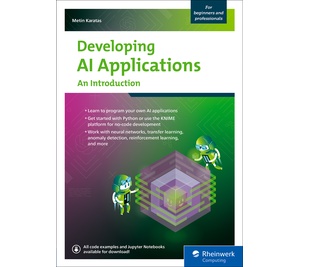 For
beginners and
professionals
Metin Karatas
Developing
AI Applications
An Introduction
• Learn to program your own AI applications
• Get started with Python or use the KNIME
platform for no-code development
• Work with neural networks, transfer learning,
anomaly detection, reinforcement learning,
and more
All code examples and Jupyter Notebooks
available for download!
Rheinwerk
Computing